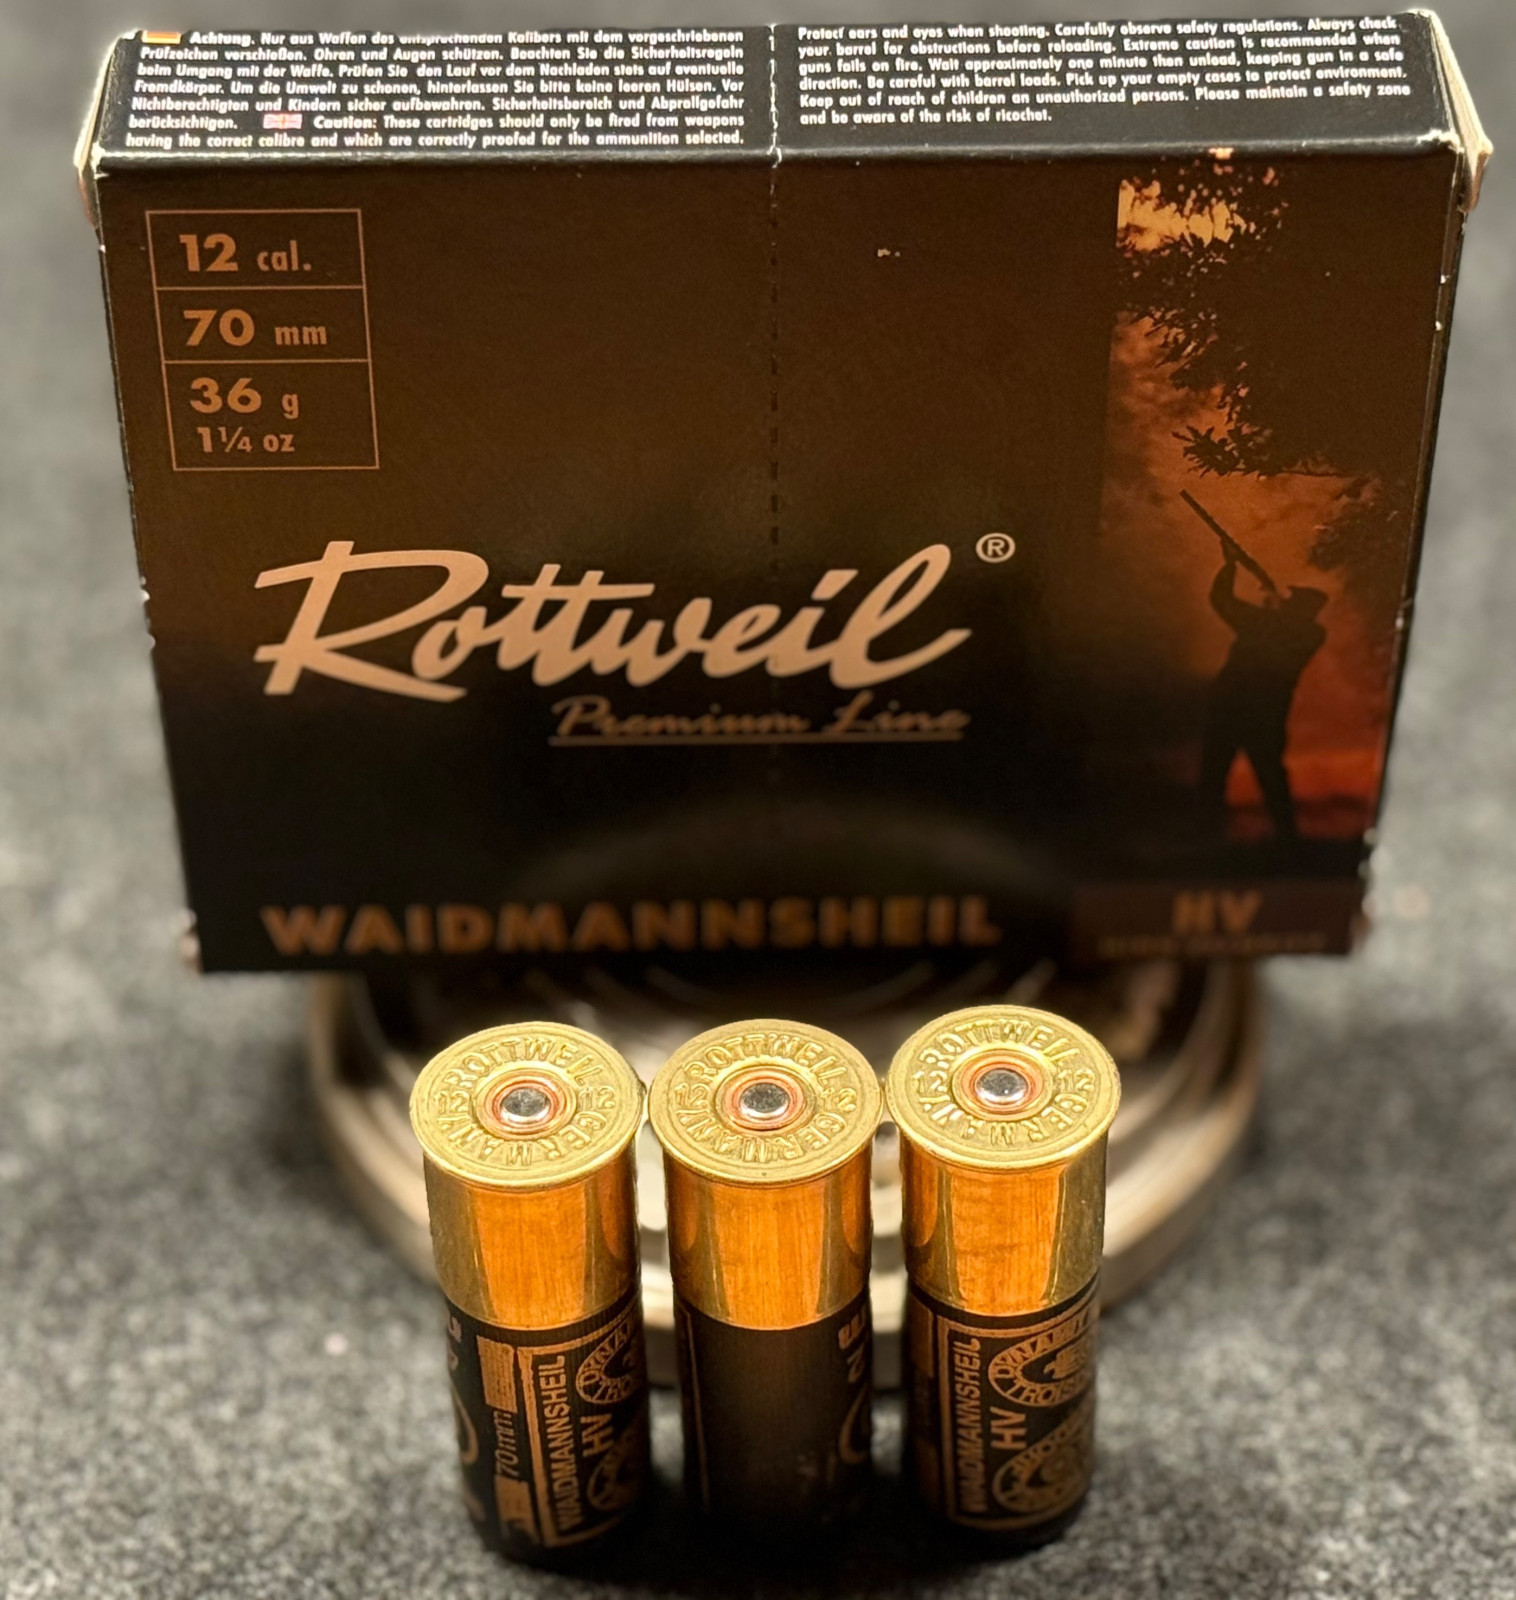 Achtung. Nur aus Waffen des entsprechenden Kalibers mit dem vorgeschriebenen
Prüfzeichen verschießen. Ohren und Augen schützen. Beachten Sie die Sicherheitsregeln
beim Umgang mit der Waffe. Prüfen Sie den Lauf vor dem Nachladen stets auf eventuelle
Fremdkörper. Um die Umwelt zu schonen, hinterlassen Sie bitte keine leeren Hülsen. Vor
Nichtberechtigten und Kindern sicher aufbewahren. Sicherheitsbereich und Abprallgefahr
berücksichtigen. Caution: These cartridges should only be fired from weapons
having the correct calibre and which are correctly proofed for the ammunition selected.
Protect ears and eyes when shooting. Carefully observe safety regulations. Always check
your barrel for obstructions before reloading. Extreme caution is recommended when
guns fails on fire. Wait approximately one minute then unload, keeping gun in a safe
direction. Be careful with barrel loads. Pick up your empty cases to protect environment.
Keep out of reach of children an unauthorized persons. Please maintain a safety zone
and be aware of the risk of ricochet.
12 cal.
70 mm
36 g
1¼ oz
Rottweil ®
Premium Line
WAIDMANNSHEIL
HV
ROTTWEIL
12 12
GERMANY
ROTTWEIL
12
GERMANY
ROTTWEIL
12 12
GERMANY
70mm
WAIDMANNSHEIL
HV
WAIDMANNSHEIL
HV